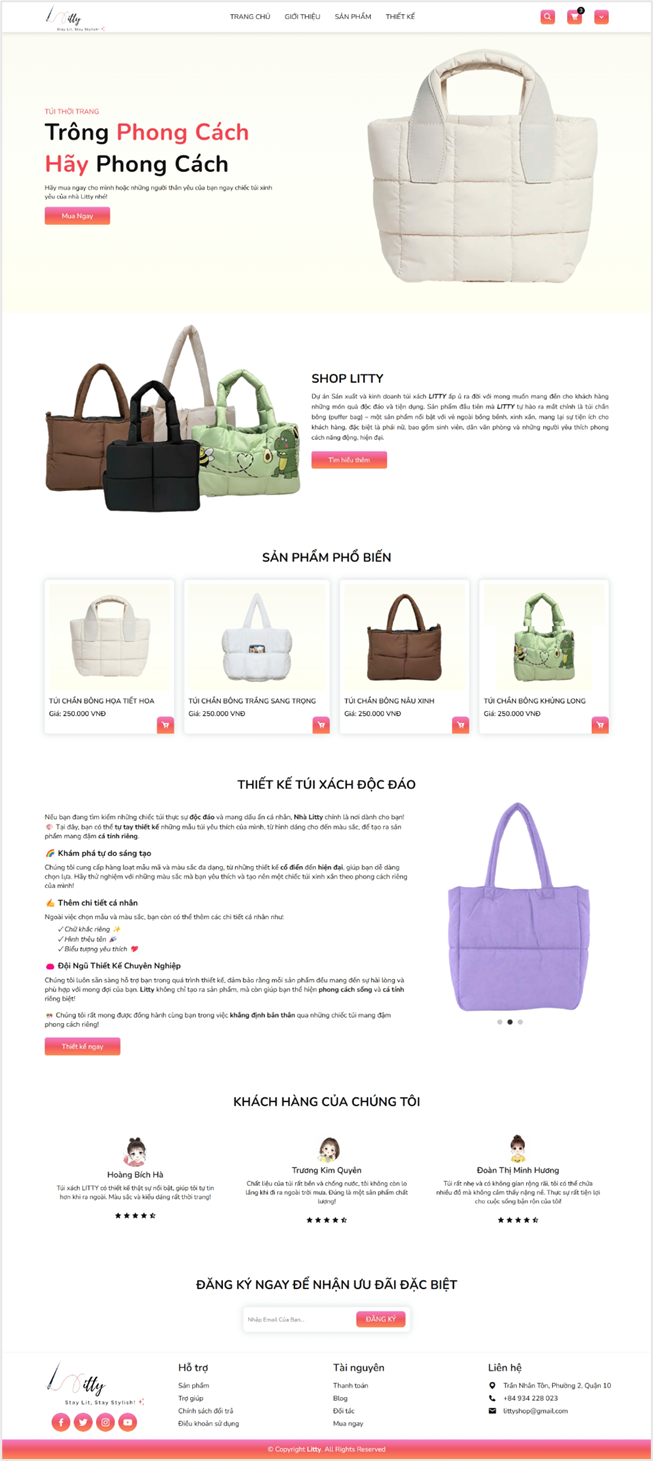 Litty
Stay Lit, Stay Stylish!
TRANG CHỦ GIỚI THIỆU SẢN PHẨM THIẾT KẾ
3
TÚI THỜI TRANG
Trông Phong Cách
Hãy Phong Cách
Hãy mua ngay cho mình hoặc những người thân yêu của bạn ngay chiếc túi xinh
yêu của nhà Litty nhé!
Mua Ngay
SHOP LITTY
Dự án Sản xuất và kinh doanh túi xách LITTY ấp ủ ra đời với mong muốn mang đến cho khách hàng
những món quà độc đáo và tiện dụng. Sản phẩm đầu tiên mà LITTY tự hào ra mắt chính là túi chần
bông (puffer bag) – một sản phẩm nổi bật với vẻ ngoài bồng bềnh, xinh xắn, mang lại sự tiện ích cho
khách hàng, đặc biệt là phái nữ, bao gồm sinh viên, dân văn phòng và những người yêu thích phong
cách năng động, hiện đại.
Tìm hiểu thêm
SẢN PHẨM PHỔ BIẾN
TÚI CHẦN BÔNG HỌA TIẾT HOA
Giá: 250.000 VNĐ
TÚI CHẦN BÔNG TRẮNG SANG TRỌNG
Giá: 250.000 VNĐ
TÚI CHẦN BÔNG NÂU XINH
Giá: 250.000 VNĐ
TÚI CHẦN BÔNG KHỦNG LONG
Giá: 250.000 VNĐ
THIẾT KẾ TÚI XÁCH ĐỘC ĐÁO
Nếu bạn đang tìm kiếm những chiếc túi thực sự độc đáo và mang dấu ấn cá nhân, Nhà Litty chính là nơi dành cho bạn!
🎯 Tại đây, bạn có thể tự tay thiết kế những mẫu túi yêu thích của mình, từ hình dáng cho đến màu sắc, để tạo ra sản
phẩm mang đậm cá tính riêng.
🌈 Khám phá tự do sáng tạo
Chúng tôi cung cấp hàng loạt mẫu mã và màu sắc đa dạng, từ những thiết kế cổ điển đến hiện đại, giúp bạn dễ dàng
chọn lựa. Hãy thử nghiệm với những màu sắc mà bạn yêu thích và tạo nên một chiếc túi xinh xắn theo phong cách riêng
của mình!
✍️ Thêm chi tiết cá nhân
Ngoài việc chọn mẫu và màu sắc, bạn còn có thể thêm các chi tiết cá nhân như:
✓ Chữ khắc riêng ✨
✓ Hình thêu tên 🎉
✓ Biểu tượng yêu thích ❤️
👛 Đội Ngũ Thiết Kế Chuyên Nghiệp
Chúng tôi luôn sẵn sàng hỗ trợ bạn trong quá trình thiết kế, đảm bảo rằng mỗi sản phẩm đều mang đến sự hài lòng và
phù hợp với mong đợi của bạn. Litty không chỉ tạo ra sản phẩm, mà còn giúp bạn thể hiện phong cách sống và cá tính
riêng biệt!
Chúng tôi rất mong được đồng hành cùng bạn trong việc khẳng định bản thân qua những chiếc túi mang đậm
phong cách riêng!
Thiết kế ngay
KHÁCH HÀNG CỦA CHÚNG TÔI
Hoàng Bích Hà
Túi xách LITTY có thiết kế thật sự nổi bật, giúp tôi tự tin
hơn khi ra ngoài. Màu sắc và kiểu dáng rất thời trang!
Trương Kim Quyên
Chất liệu của túi rất bền và chống nước, tôi không còn lo
lắng khi đi ra ngoài trời mưa. Đúng là một sản phẩm chất
lượng!
Đoàn Thị Minh Hương
Túi rất nhẹ và có không gian rộng rãi, tôi có thể chứa
nhiều đồ mà không cảm thấy nặng nề. Thực sự rất tiện lợi
cho cuộc sống bận rộn của tôi!
ĐĂNG KÝ NGAY ĐỂ NHẬN ƯU ĐÃI ĐẶC BIỆT
Nhập Email Của Bạn...
ĐĂNG KÝ
Litty
Stay Lit, Stay Stylish!
Hỗ trợ
Sản phẩm
Trợ giúp
Chính sách đổi trả
Điều khoản sử dụng
Tài nguyên
Thanh toán
Blog
Đối tác
Mua ngay
Liên hệ
Trần Nhân Tôn, Phường 2, Quận 10
+84 934 228 023
littyshop@gmail.com
© Copyright Litty. All Rights Reserved